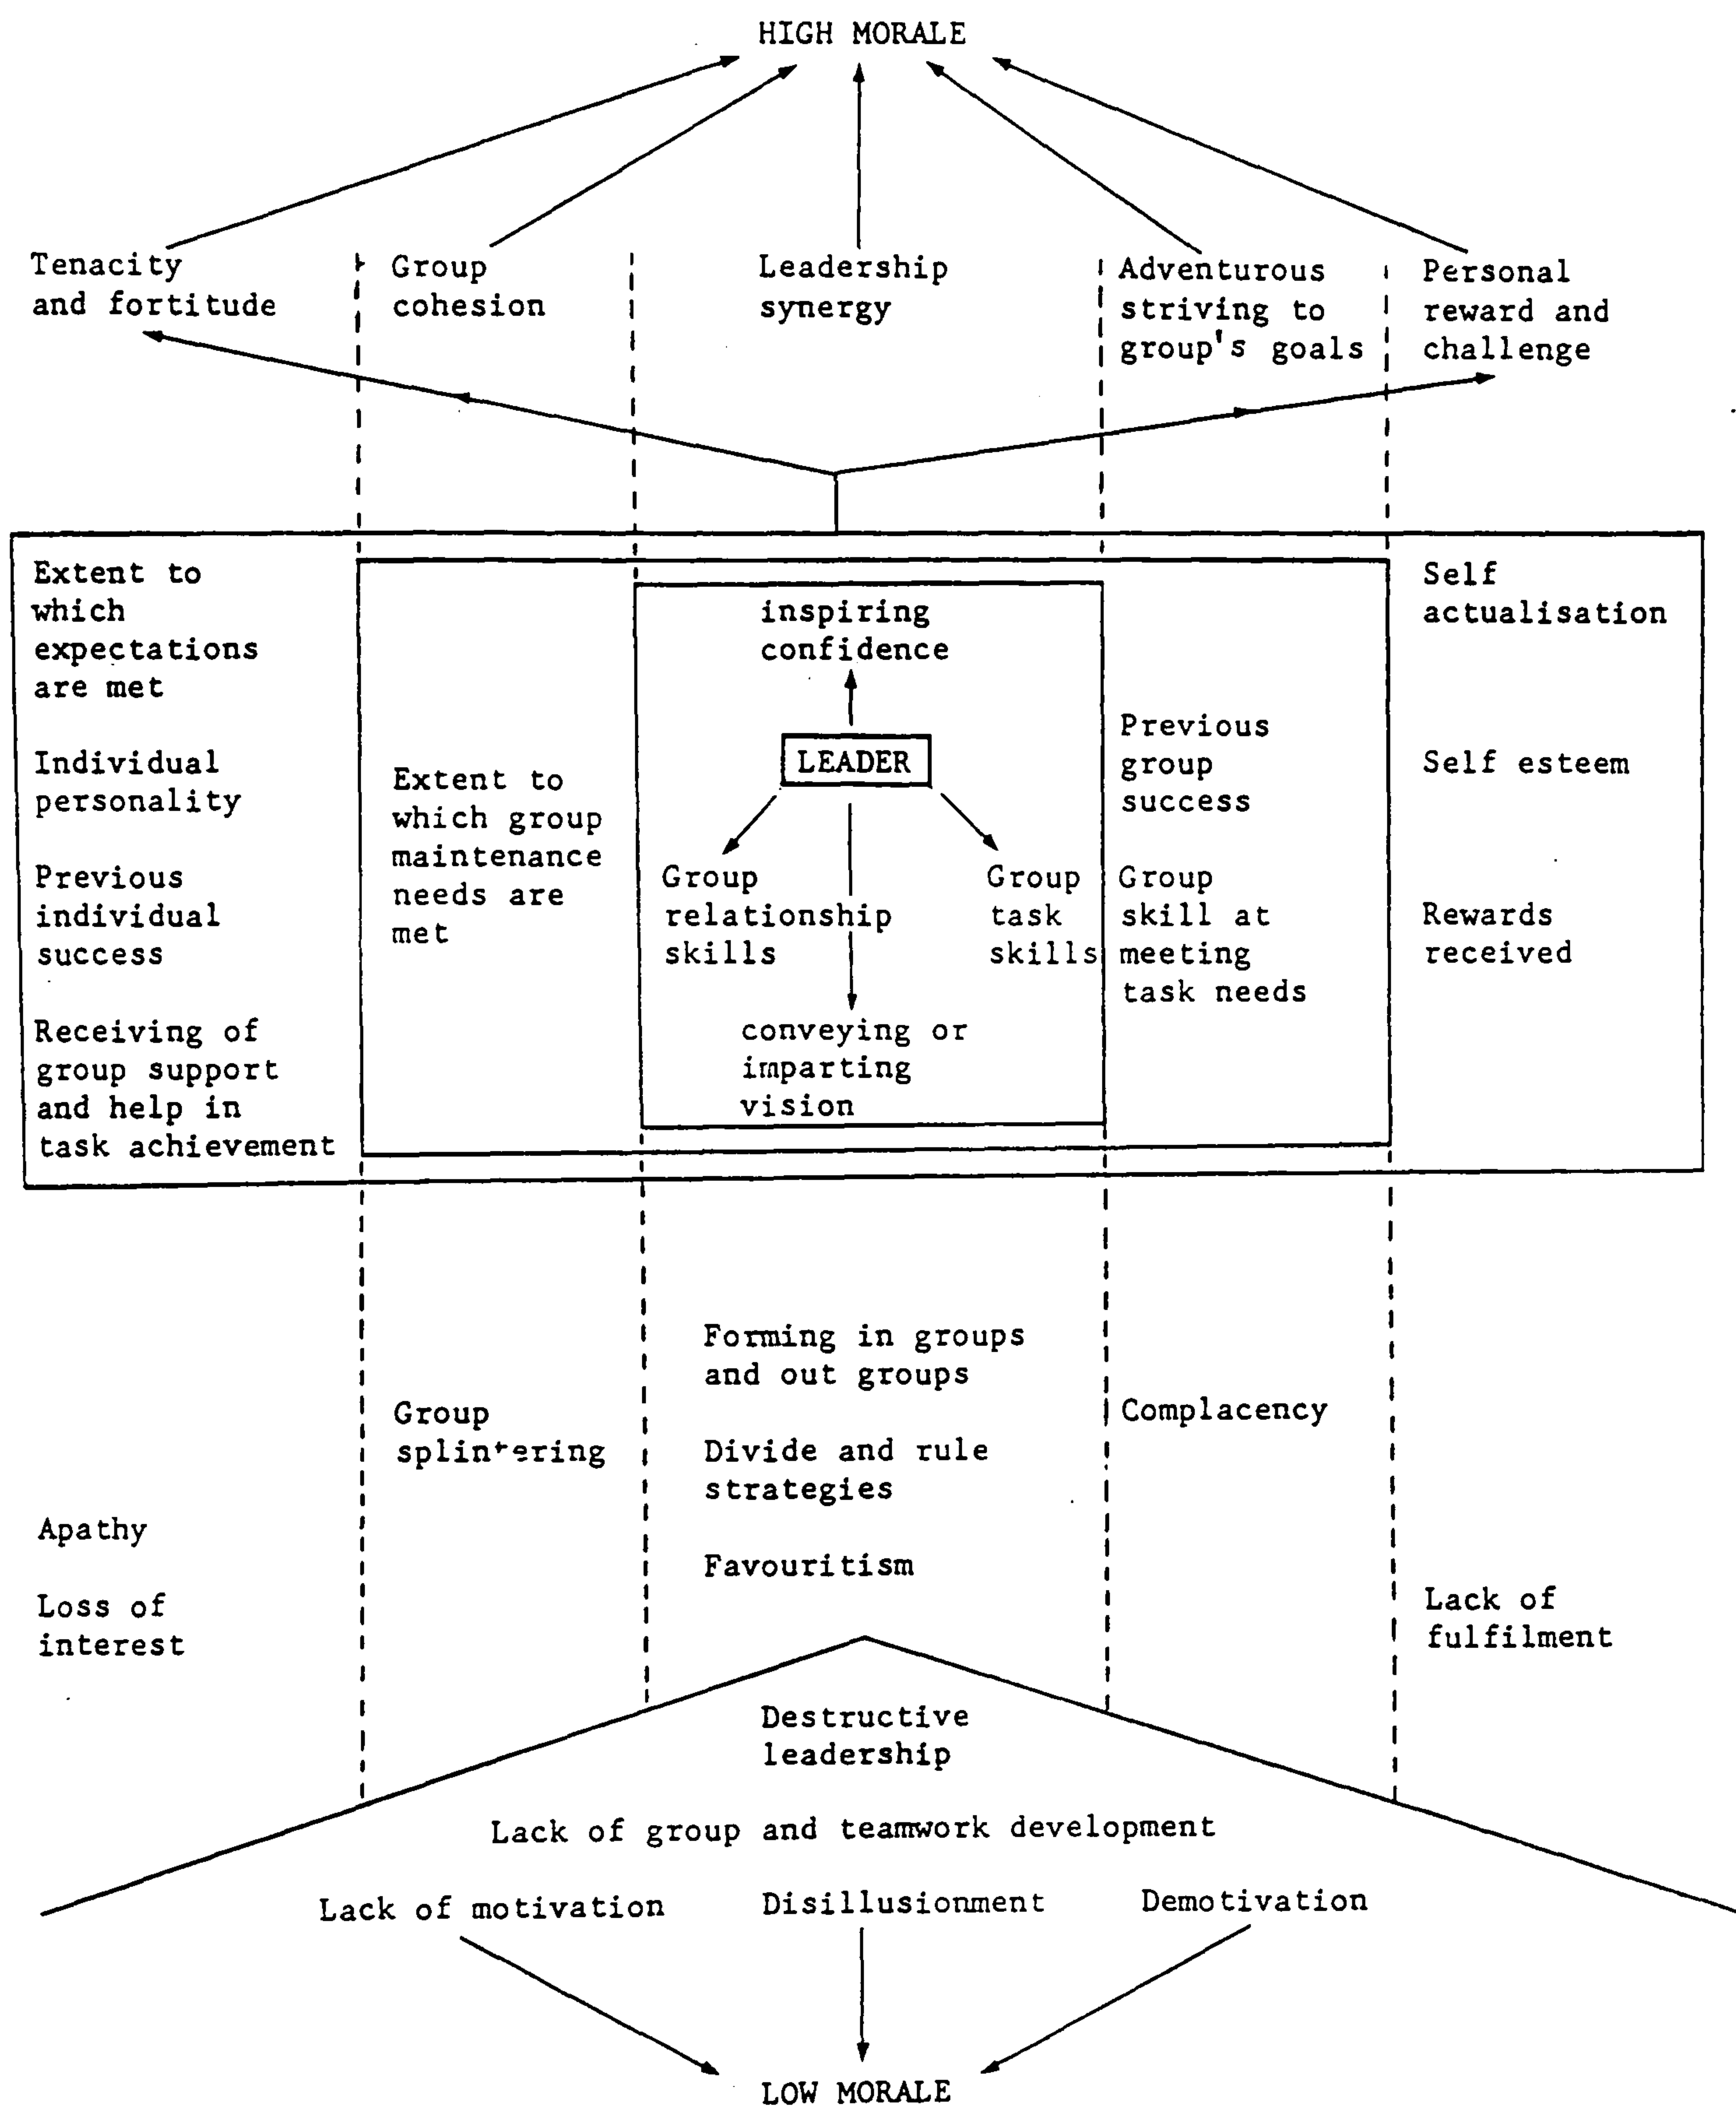 HIGH MORALE
Tenacity
and fortitude
Group
cohesion
Leadership
synergy
Adventurous
striving to
group's goals
Personal
reward and
challenge
Extent to
which
expectations
are met
Individual
personality
Previous
individual
success
Receiving of
group support
and help in
task achievement
Extent to
which group
maintenance
needs are
met
inspiring
confidence
LEADER
Group
relationship
skills
Group
task
skills
conveying or
imparting
vision
Previous
group
success
Group
skill at
meeting
task needs
Self
actualisation
Self esteem
Rewards
received
Apathy
Loss of
interest
Group
splintering
Forming in groups
and out groups
Divide and rule
strategies
Favouritism
Complacency
Lack of
fulfilment
Destructive
leadership
Lack of group and teamwork development
Lack of motivation
Disillusionment
Demotivation
LOW MORALE